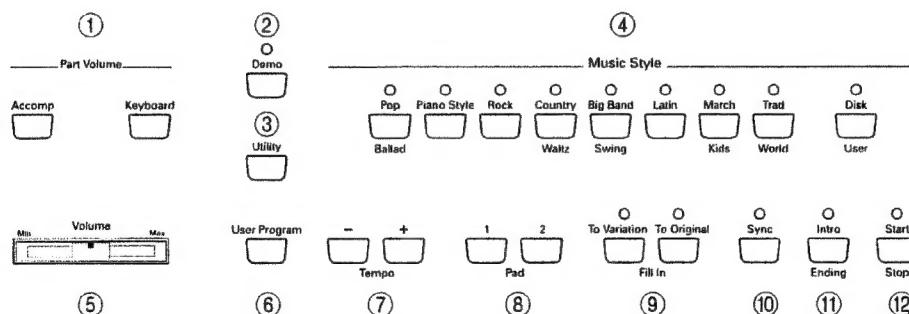 ① ② ④
Part Volume Demo Music Style
Accomp Keyboard Pop Piano Style Rock Country Big Band Latin March Trad Disk
③
Utility Ballad Waltz Swing Kids World User
Volume
Min Max User Program − + 1 2 To Variation To Original Sync Intro Start
Tempo Pad Fill In Ending Stop
⑤ ⑥ ⑦ ⑧ ⑨ ⑩ ⑪ ⑫